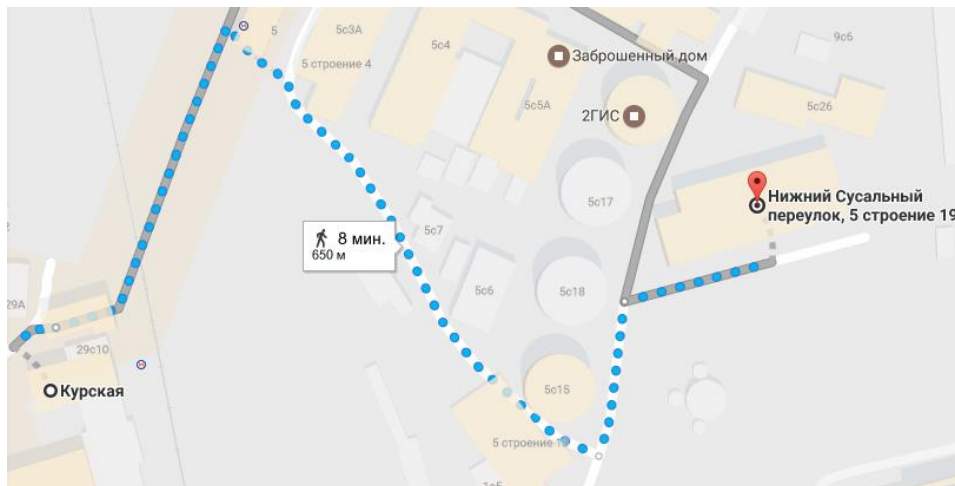 5
5с3А
9с6
5с4
5 строение 4
Заброшенный дом
5с5А
5с26
2ГИС
Нижний Сусальный
переулок, 5 строение 19
5с17
5с7
8 мин.
650 м
5с6
5с18
29А
29с10
Курская
5с15
5 строение 1